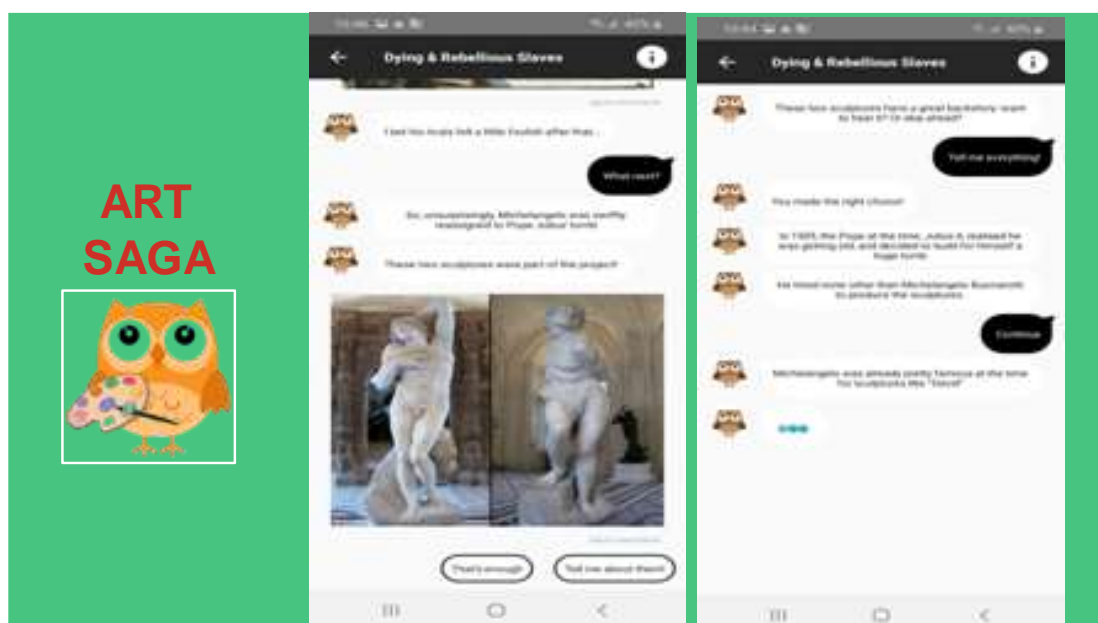 ART
SAGA
Dying & Rebellious Slaves
I bet his rivals felt a little foolish after that...
What next?
So, unsurprisingly, Michelangelo was swiftly
reassigned to Pope Julius' tomb
These two sculptures were part of the project!
That's enough
Tell me about them!
Dying & Rebellious Slaves
These two sculptures have a great backstory, want
to hear it? Or skip ahead?
Tell me everything!
You made the right choice!
In 1505, the Pope at the time, Julius II, realised he
was getting old, and decided to build for himself a
huge tomb
He hired none other than Michelangelo Buonarotti
to produce the sculptures
Continue
Michelangelo was already pretty famous at the time
for sculptures like "David"